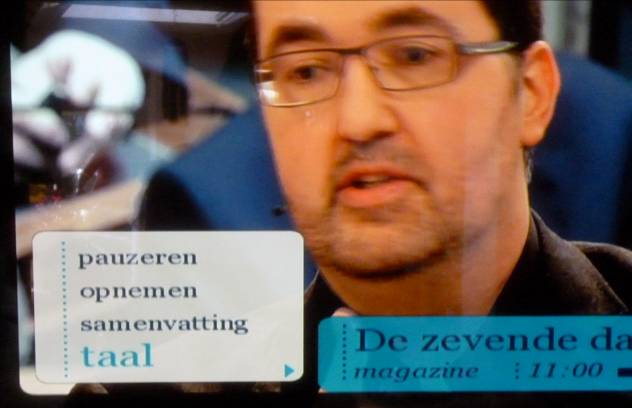 pauzeren
opnemen
samenvatting
taal
De zevende da
magazine 11:00